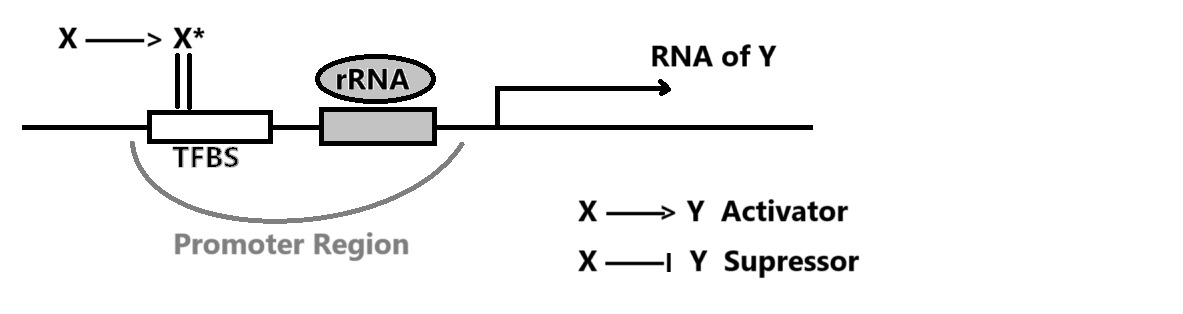 X ⟶ X*
rRNA
RNA of Y
TFBS
Promoter Region
X ⟶ Y Activator
X ⟞ Y Supressor